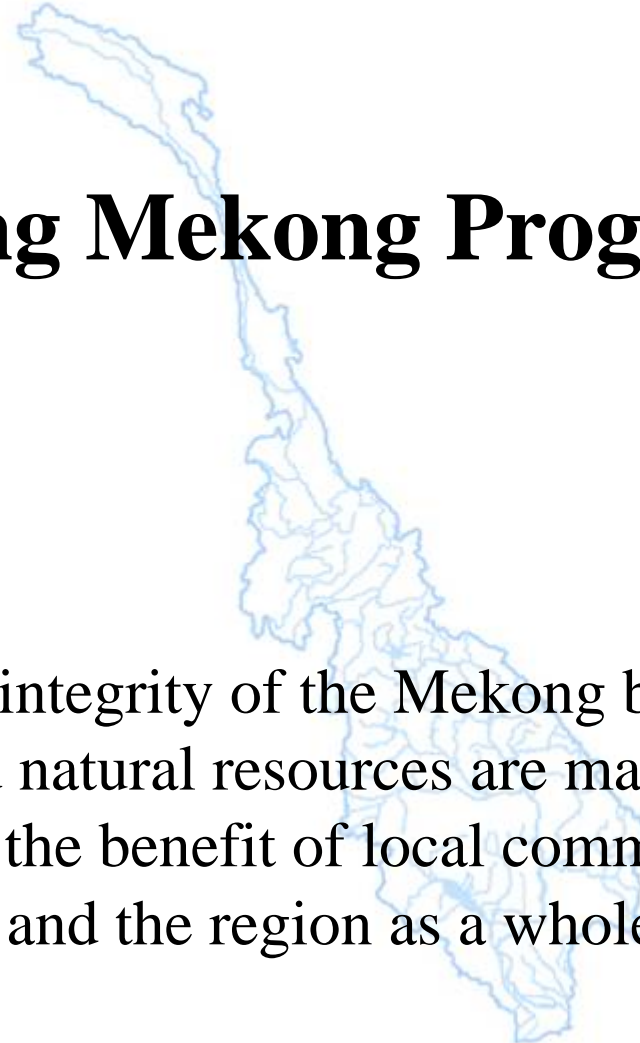 ng Mekong Prog
integrity of the Mekong b
natural resources are ma
the benefit of local comm
and the region as a whole